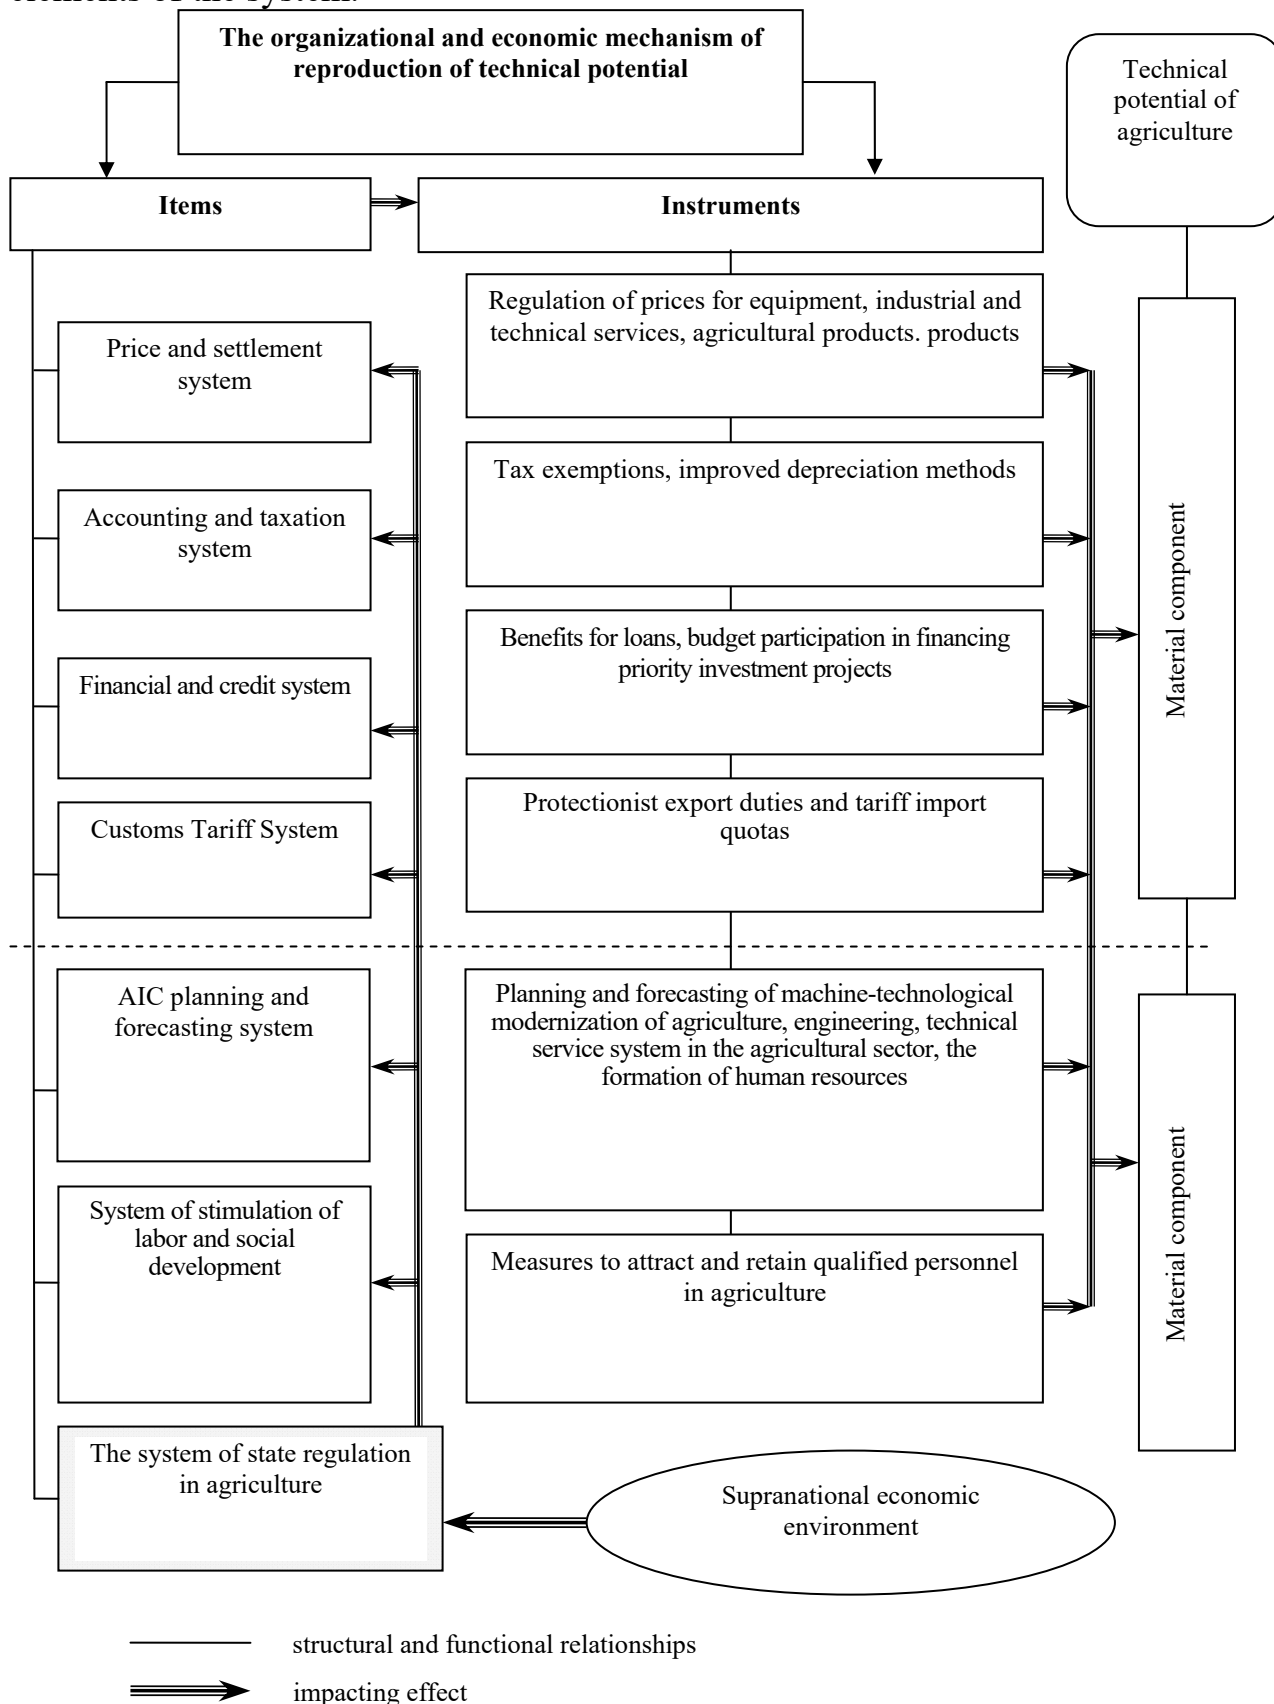 elements of the system.
The organizational and economic mechanism of
reproduction of technical potential
Technical
potential of
agriculture
Items
Instruments
Regulation of prices for equipment, industrial and
technical services, agricultural products. products
Price and settlement
system
Tax exemptions, improved depreciation methods
Accounting and taxation
system
Benefits for loans, budget participation in financing
priority investment projects
Financial and credit system
Protectionist export duties and tariff import
quotas
Customs Tariff System
Material component
AIC planning and
forecasting system
Planning and forecasting of machine-technological
modernization of agriculture, engineering, technical
service system in the agricultural sector, the
formation of human resources
System of stimulation of
labor and social
development
Measures to attract and retain qualified personnel
in agriculture
Material component
The system of state regulation
in agriculture
Supranational economic
environment
structural and functional relationships
impacting effect